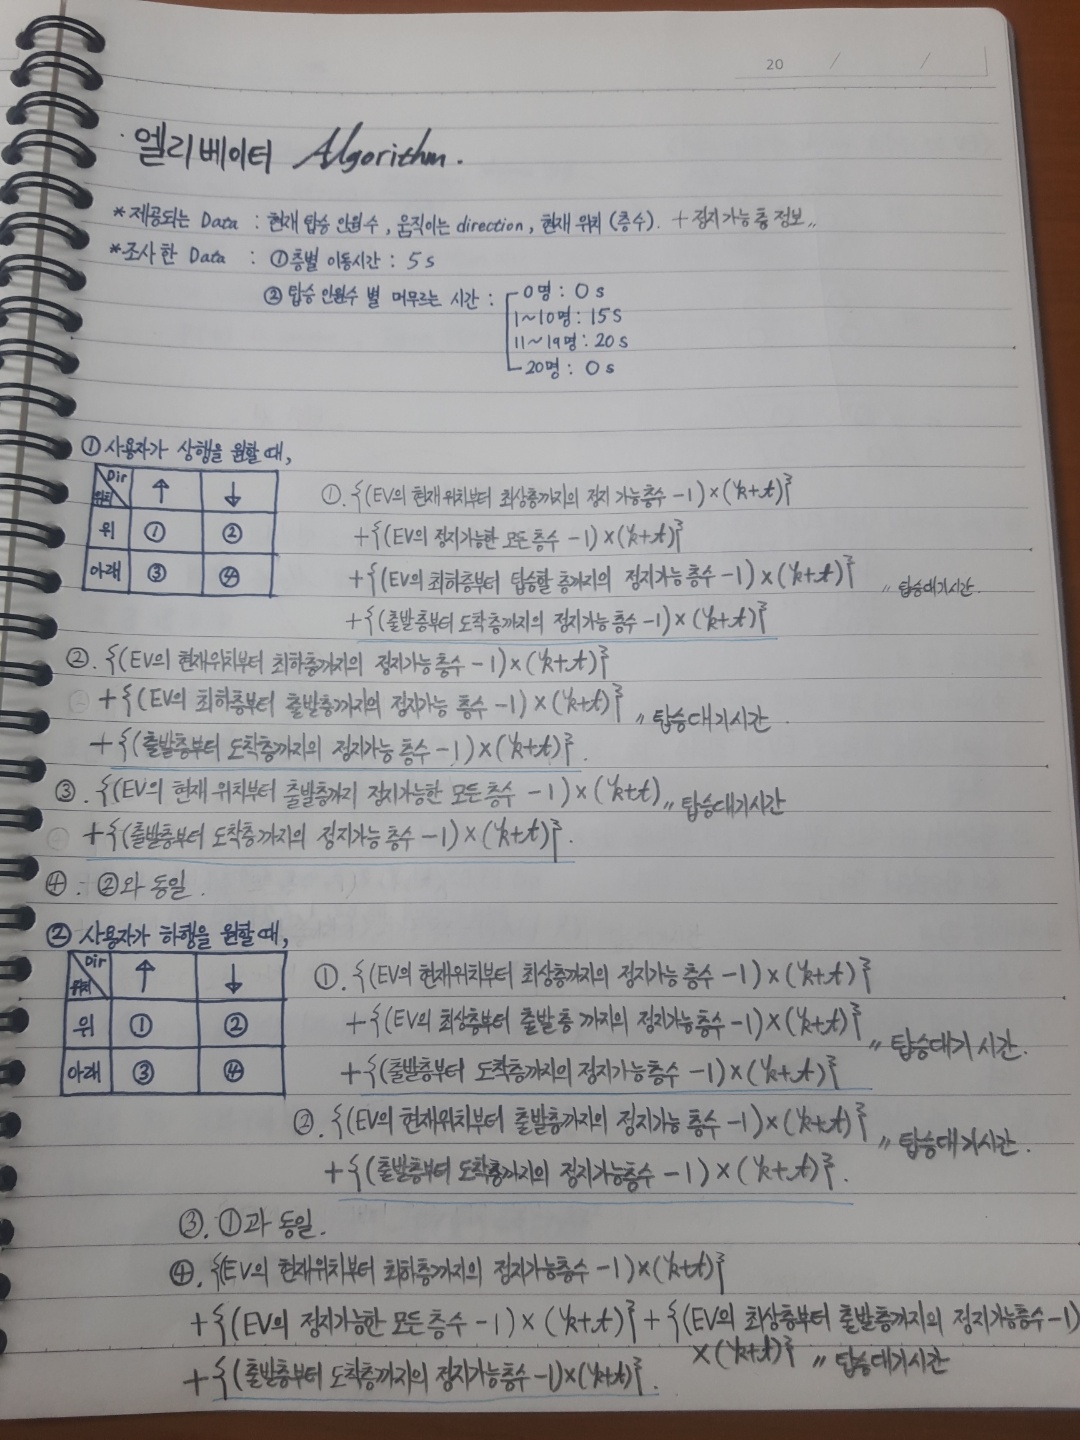 20 / /
· 엘리베이터 Algorithm.
*제공되는 Data : 현재 탑승 인원수, 움직이는 direction, 현재 위치 (층수). + 정지가능 층 정보 〃
*조사한 Data : ① 층별 이동시간 : 5 s
② 탑승 인원수 별 머무르는 시간 :
0명 : 0 s
1~10명 : 15 s
11~19명 : 20 s
20명 : 0 s
① 사용자가 상행을 원할 때,
Dir 위치 ↑ ↓
위 ① ②
아래 ③ ④
①. {(EV의 현재위치부터 최상층까지의 정지 가능층수 -1)×(k+t)}
+{(EV의 정지가능한 모든 층수 -1)×(k+t)}
+{(EV의 최하층부터 탑승할 층까지의 정지가능 층수 -1)×(k+t)} 〃 탑승대기시간.
+{(출발층부터 도착층까지의 정지가능 층수 -1)×(k+t)}
②. {(EV의 현재위치부터 최하층까지의 정지가능층수 -1)×(k+t)}
+{(EV의 최하층부터 출발층까지의 정지가능 층수 -1)×(k+t)} 〃 탑승대기시간.
+{(출발층부터 도착층까지의 정지가능 층수 -1)×(k+t)}.
③. {(EV의 현재 위치부터 출발층까지 정지가능한 모든층수 -1)×(k+t) 〃 탑승대기시간
+{(출발층부터 도착층까지의 정지가능 층수 -1)×(k+t)}.
④. ②와 동일.
② 사용자가 하행을 원할 때,
Dir 위치 ↑ ↓
위 ① ②
아래 ③ ④
①. {(EV의 현재위치부터 최상층까지의 정지가능 층수 -1)×(k+t)}
+{(EV의 최상층부터 출발 층 까지의 정지가능층수 -1)×(k+t)} 〃 탑승대기 시간.
+{(출발층부터 도착층까지의 정지가능층수 -1)×(k+t)}
②. {(EV의 현재위치부터 출발층까지의 정지가능 층수 -1)×(k+t)} 〃 탑승대기시간.
+{(출발층부터 도착층까지의 정지가능층수 -1)×(k+t)}.
③. ①과 동일.
④. {(EV의 현재위치부터 최하층까지의 정지가능층수 -1)×(k+t)}
+{(EV의 정지가능한 모든 층수 -1)×(k+t)}+{(EV의 최상층부터 출발층까지의 정지가능층수 -1)
×(k+t)} 〃 탑승대기시간
+{(출발층부터 도착층까지의 정지가능층수 -1)×(k+t)}.